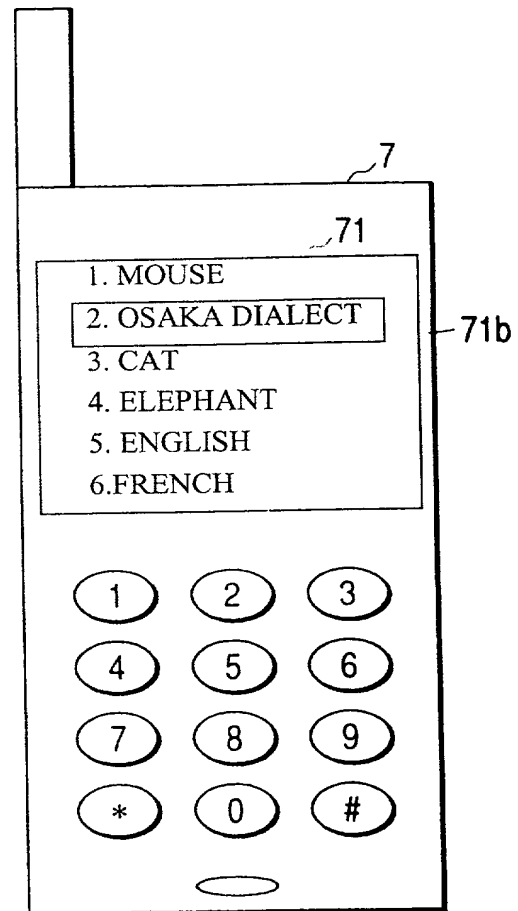 7
71
1. MOUSE
2. OSAKA DIALECT
71b
3. CAT
4. ELEPHANT
5. ENGLISH
6.FRENCH
1 2 3
4 5 6
7 8 9
* 0 #